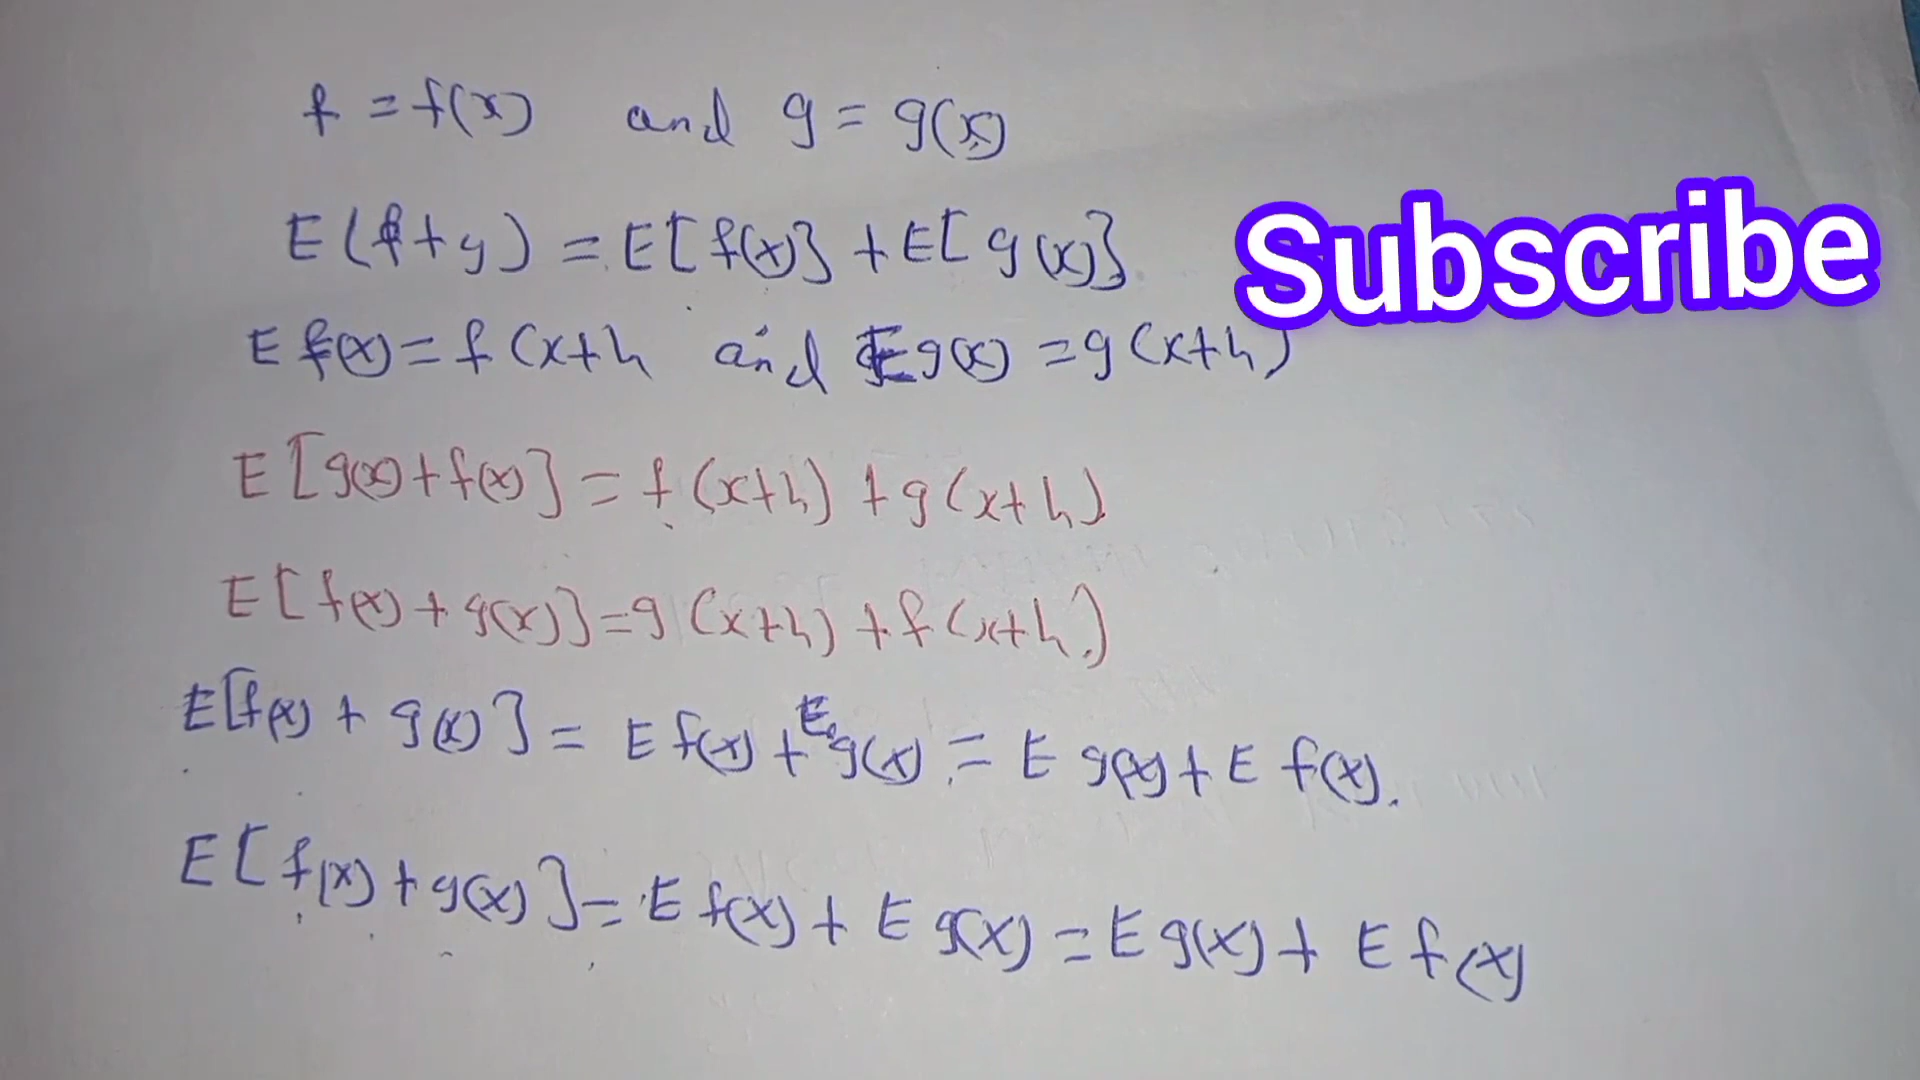 f = f(x) and g = g(x)
E(f+g) = E[f(x)] + E[g(x)]
Subscribe
E f(x) = f(x+h and E g(x) = g(x+h)
E[g(x)+f(x)] = f(x+h) + g(x+h)
E[f(x)+g(x)] = g(x+h) + f(x+h)
E[f(x) + g(x)] = E f(x) + E g(x) = E g(x) + E f(x).
E[f(x) + g(x)] = E f(x) + E g(x) = E g(x) + E f(x)